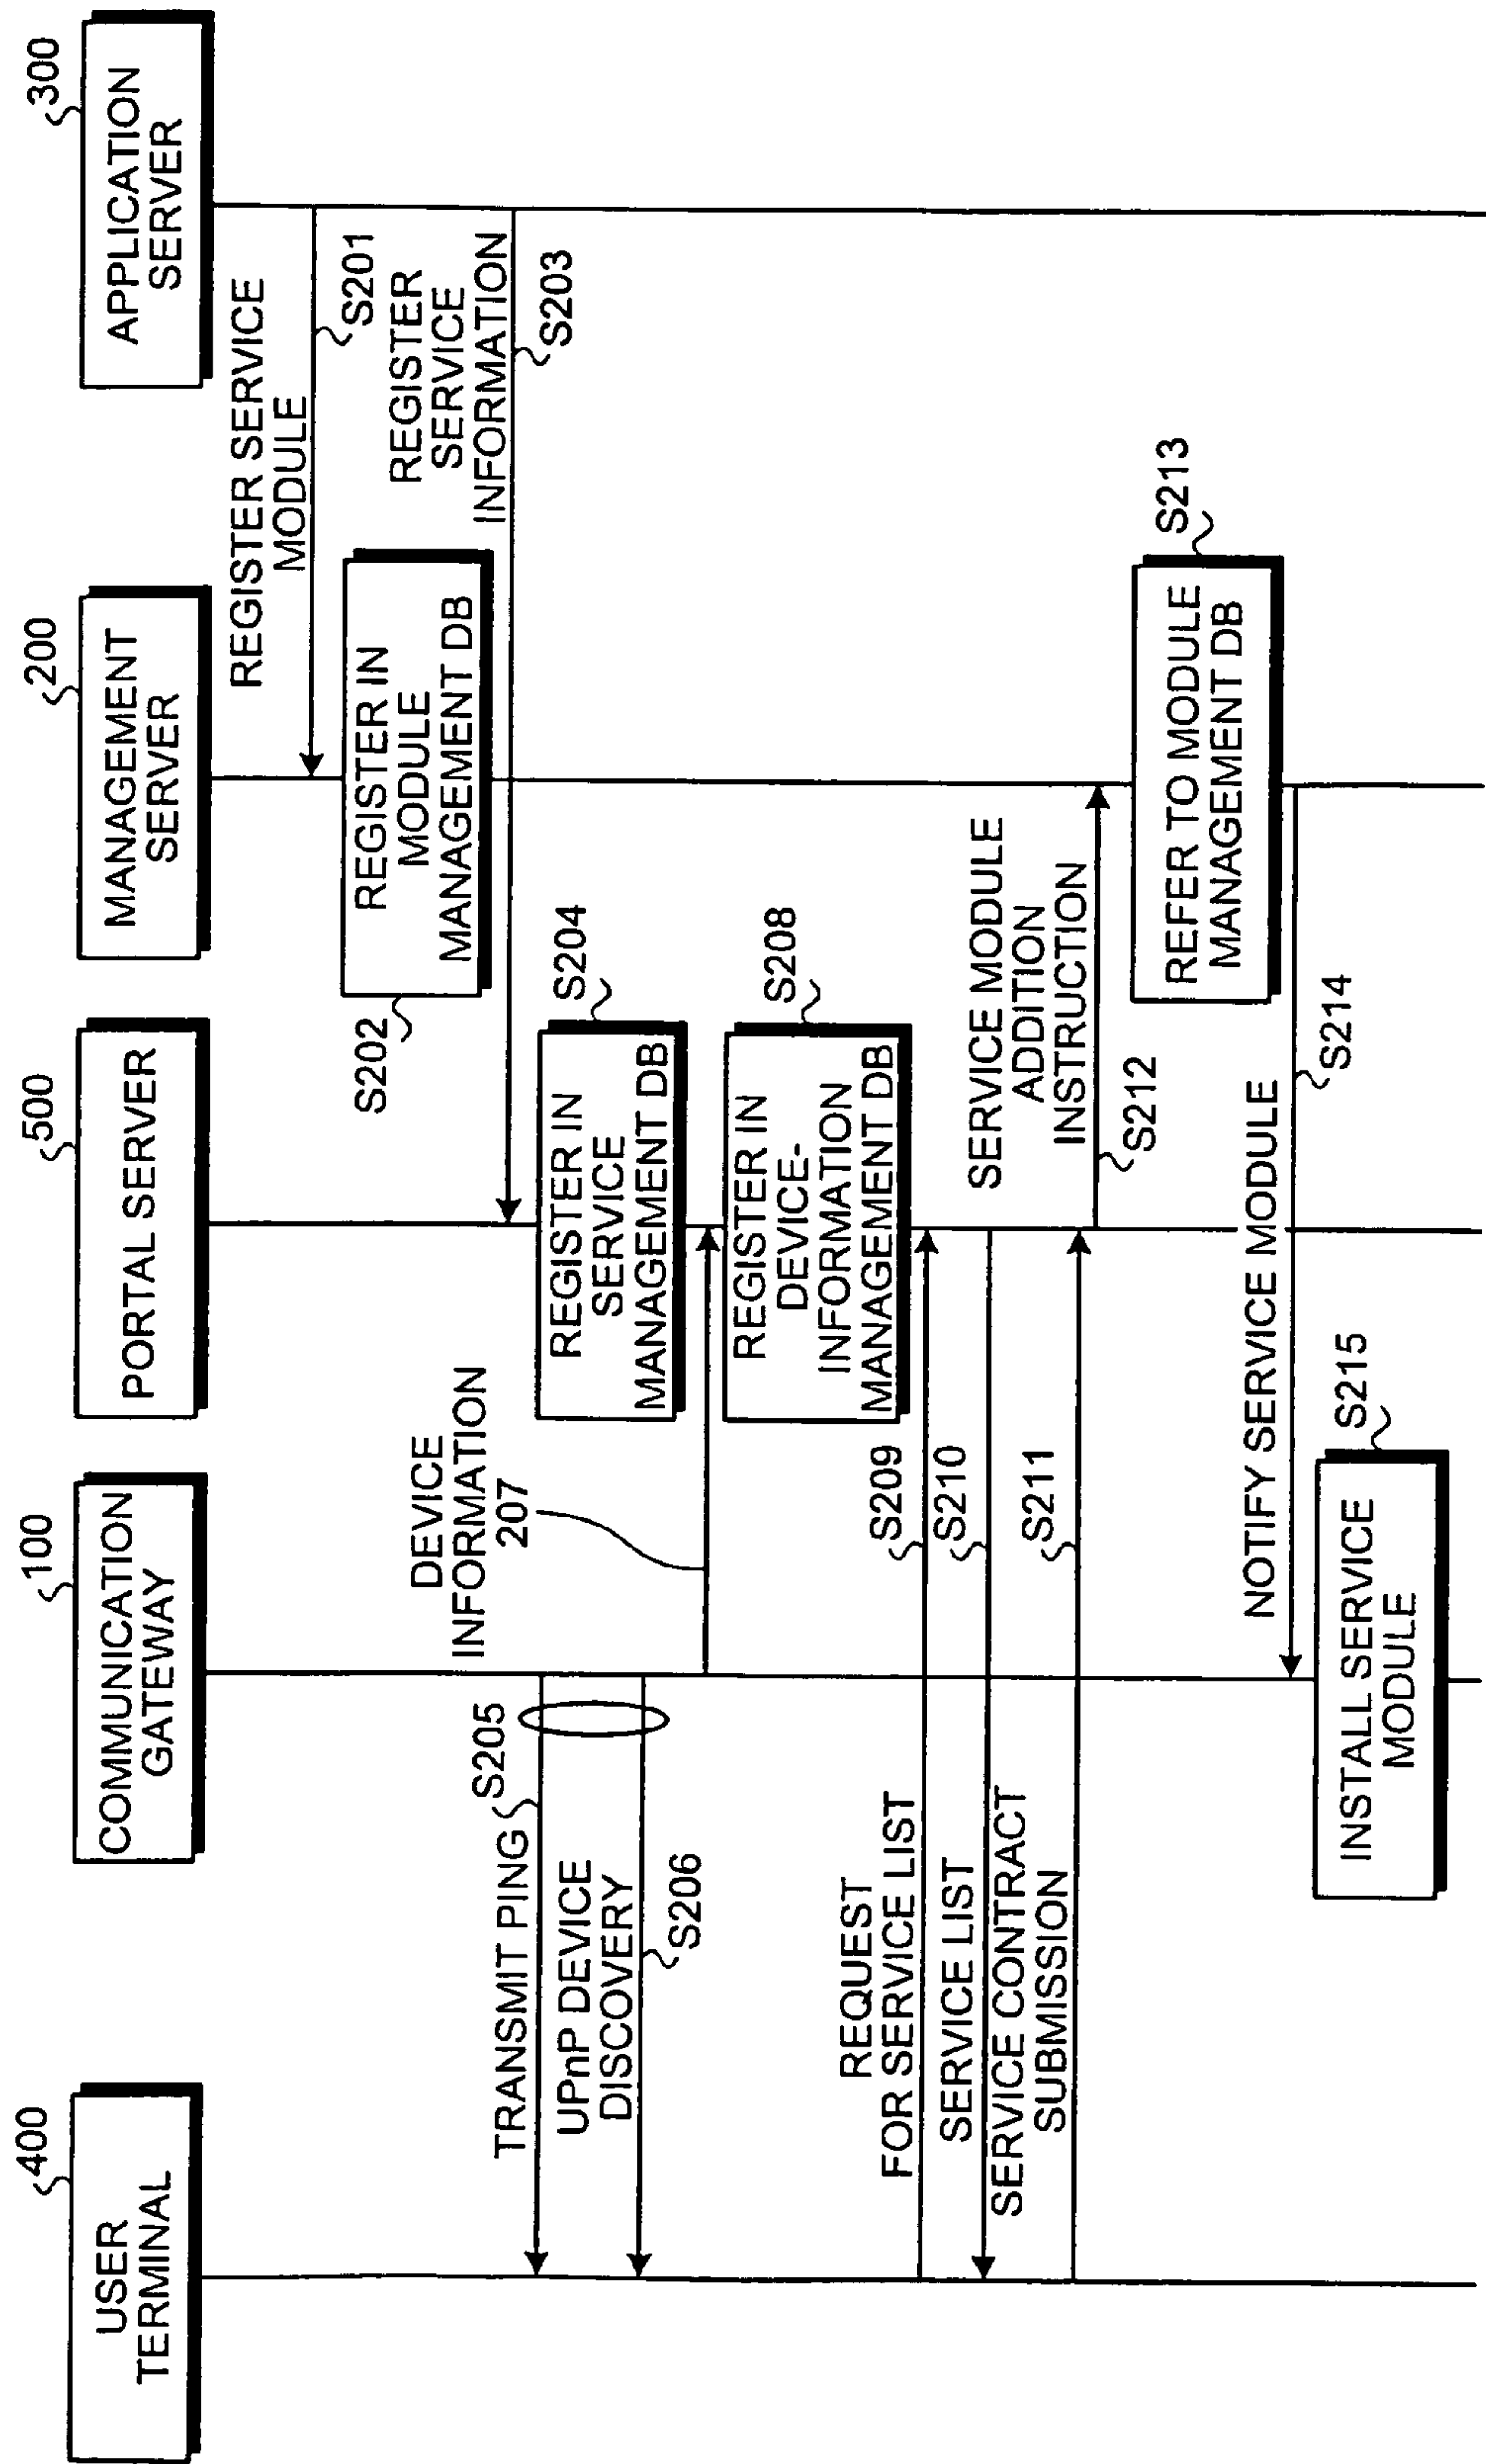 400
USER
TERMINAL
100
COMMUNICATION
GATEWAY
500
PORTAL SERVER
200
MANAGEMENT
SERVER
300
APPLICATION
SERVER
REGISTER SERVICE
MODULE
S201
REGISTER IN
MODULE
MANAGEMENT DB
S202
REGISTER
SERVICE
INFORMATION
S203
REGISTER IN
SERVICE
MANAGEMENT DB
S204
TRANSMIT PING
S205
UPnP DEVICE
DISCOVERY
S206
DEVICE
INFORMATION
207
REGISTER IN
DEVICE-
INFORMATION
MANAGEMENT DB
S208
REQUEST
FOR SERVICE LIST
S209
SERVICE LIST
S210
SERVICE CONTRACT
SUBMISSION
S211
SERVICE MODULE
ADDITION
INSTRUCTION
S212
REFER TO MODULE
MANAGEMENT DB
S213
NOTIFY SERVICE MODULE
S214
INSTALL SERVICE
MODULE
S215